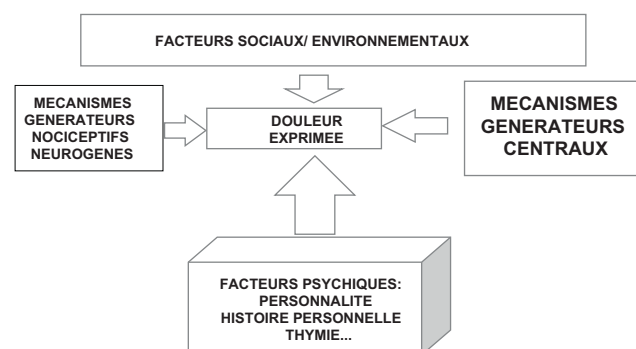 FACTEURS SOCIAUX/ ENVIRONNEMENTAUX
MECANISMES
GENERATEURS
NOCICEPTIFS
NEUROGENES
DOULEUR
EXPRIMEE
MECANISMES
GENERATEURS
CENTRAUX
FACTEURS PSYCHIQUES:
PERSONNALITE
HISTOIRE PERSONNELLE
THYMIE...